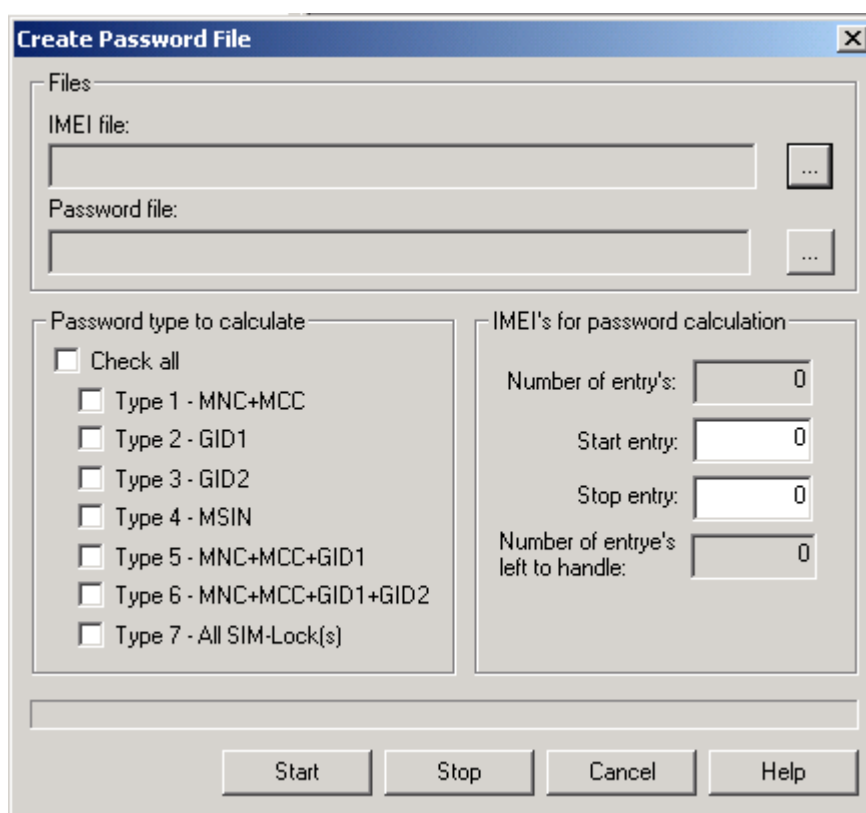 Create Password File
Files
IMEI file:
...
Password file:
...
Password type to calculate
Check all
Type 1 - MNC+MCC
Type 2 - GID1
Type 3 - GID2
Type 4 - MSIN
Type 5 - MNC+MCC+GID1
Type 6 - MNC+MCC+GID1+GID2
Type 7 - All SIM-Lock(s)
IMEI's for password calculation
Number of entry's: 0
Start entry: 0
Stop entry: 0
Number of entrye's
left to handle: 0
Start Stop Cancel Help